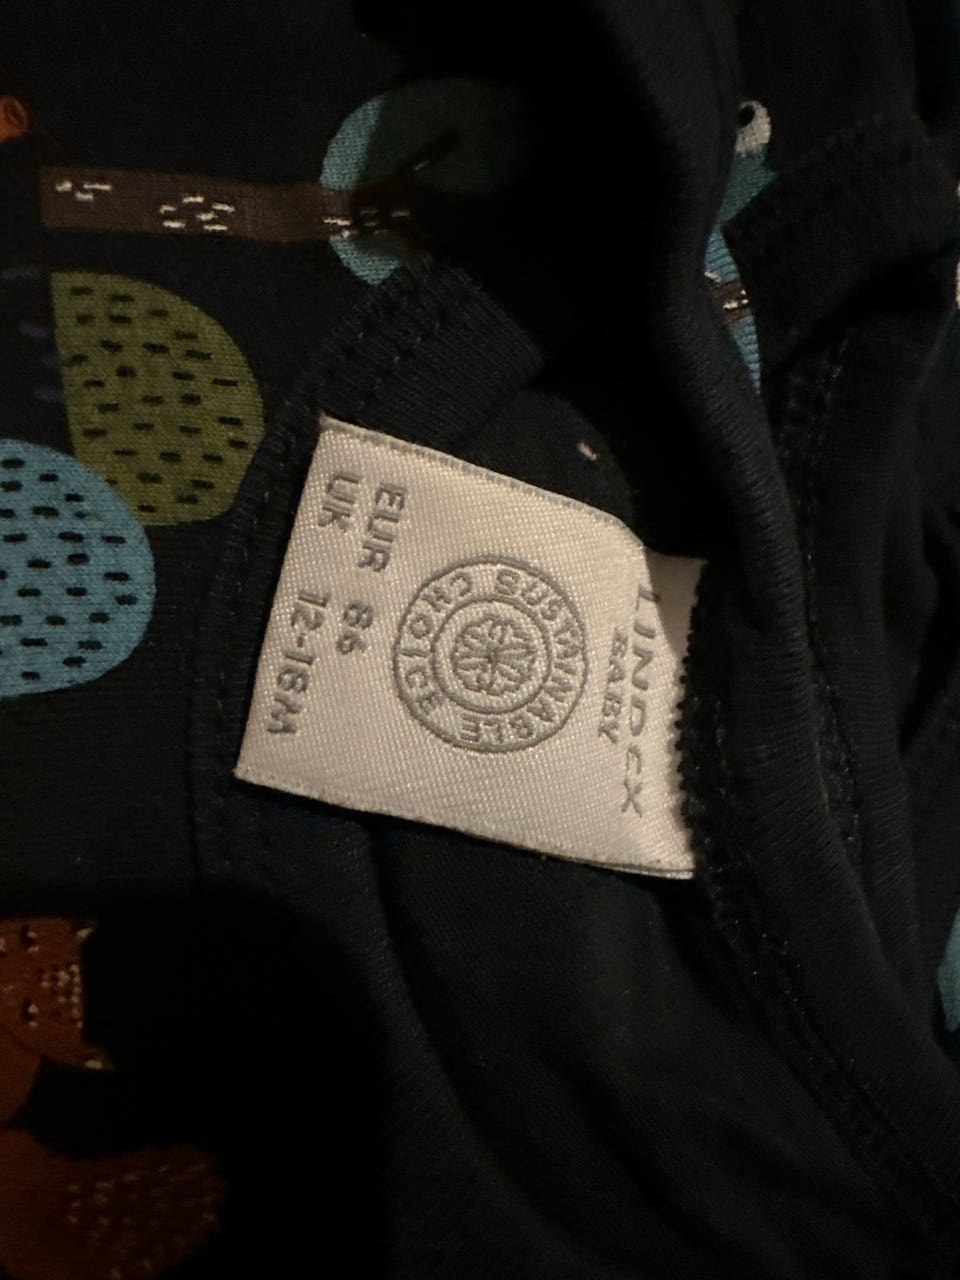 LINDEX
BABY
SUSTAINABLE CHOICE
EUR 86
UK 12-18M